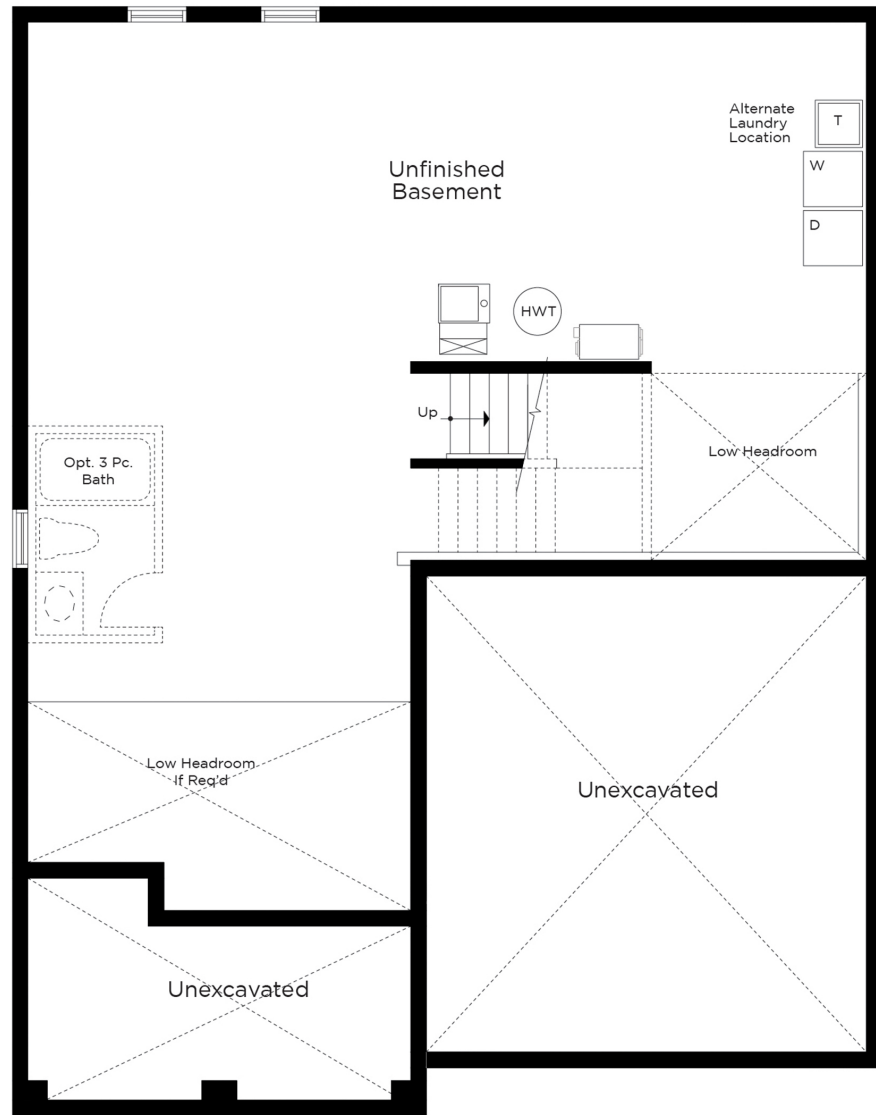 Alternate
Laundry
Location
T
W
D
Unfinished
Basement
HWT
Up
Low Headroom
Opt. 3 Pc.
Bath
Low Headroom
If Req'd
Unexcavated
Unexcavated